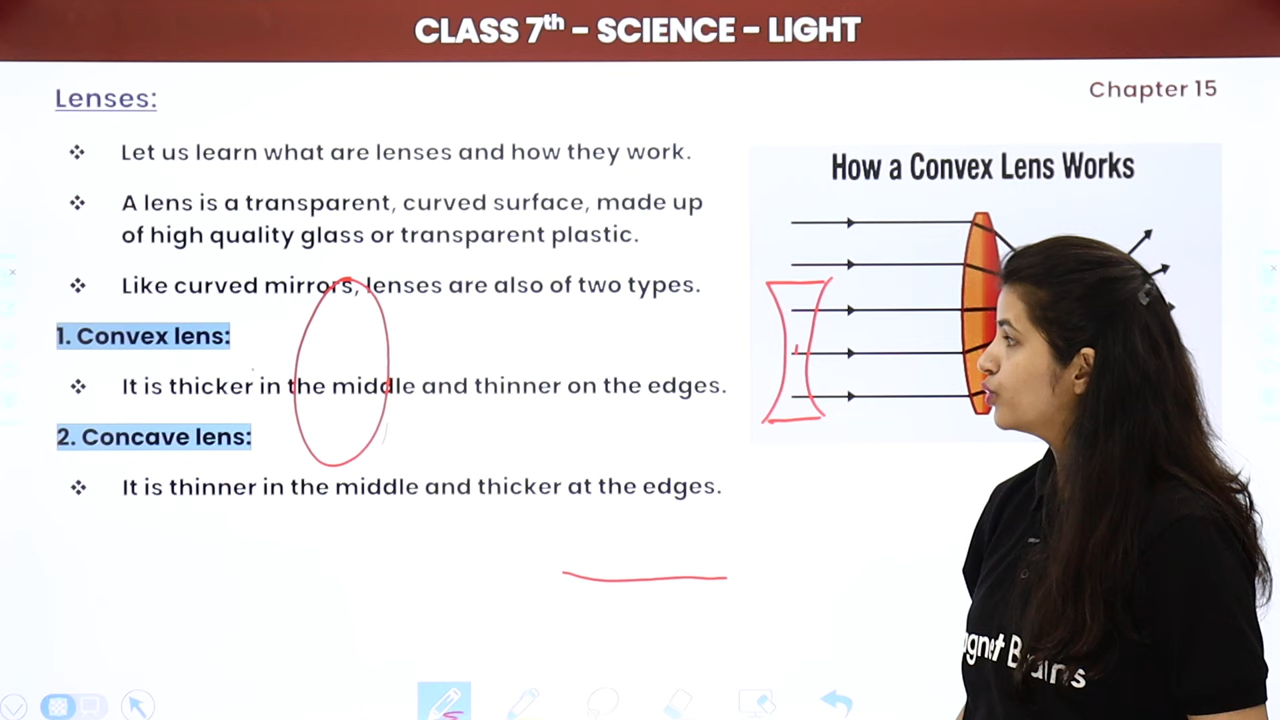 CLASS 7th – SCIENCE – LIGHT
Chapter 15
Lenses:
❖ Let us learn what are lenses and how they work.
❖ A lens is a transparent, curved surface, made up
of high quality glass or transparent plastic.
❖ Like curved mirrors, lenses are also of two types.
1. Convex lens:
❖ It is thicker in the middle and thinner on the edges.
2. Concave lens:
❖ It is thinner in the middle and thicker at the edges.
How a Convex Lens Works